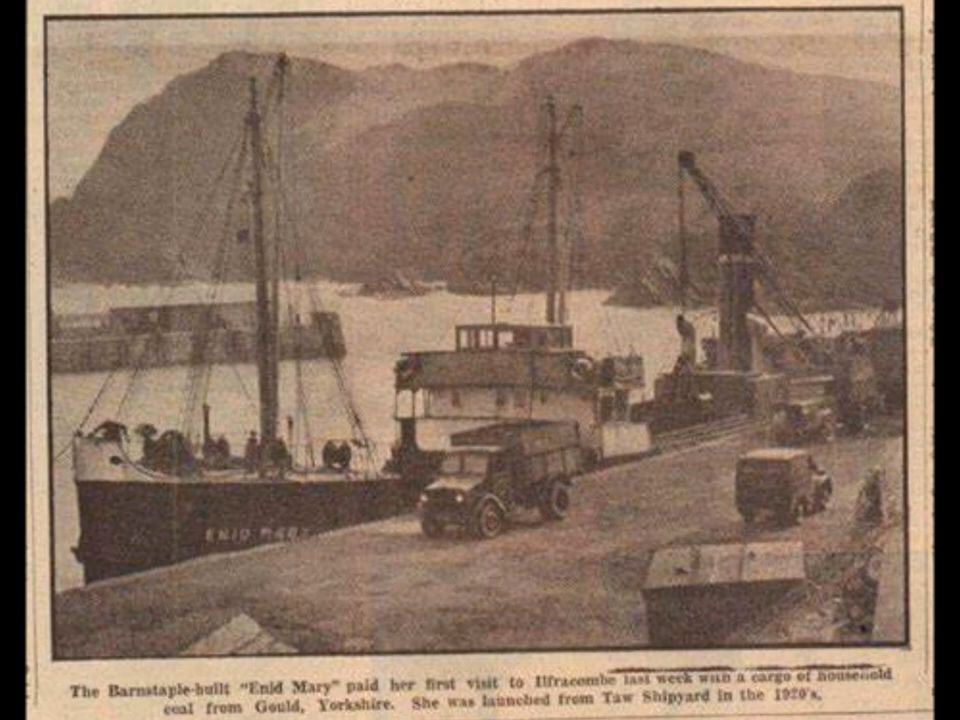 ENID MARY
The Barnstaple-built "Enid Mary" paid her first visit to Ilfracombe last week with a cargo of household
coal from Gould, Yorkshire. She was launched from Taw Shipyard in the 1920's.